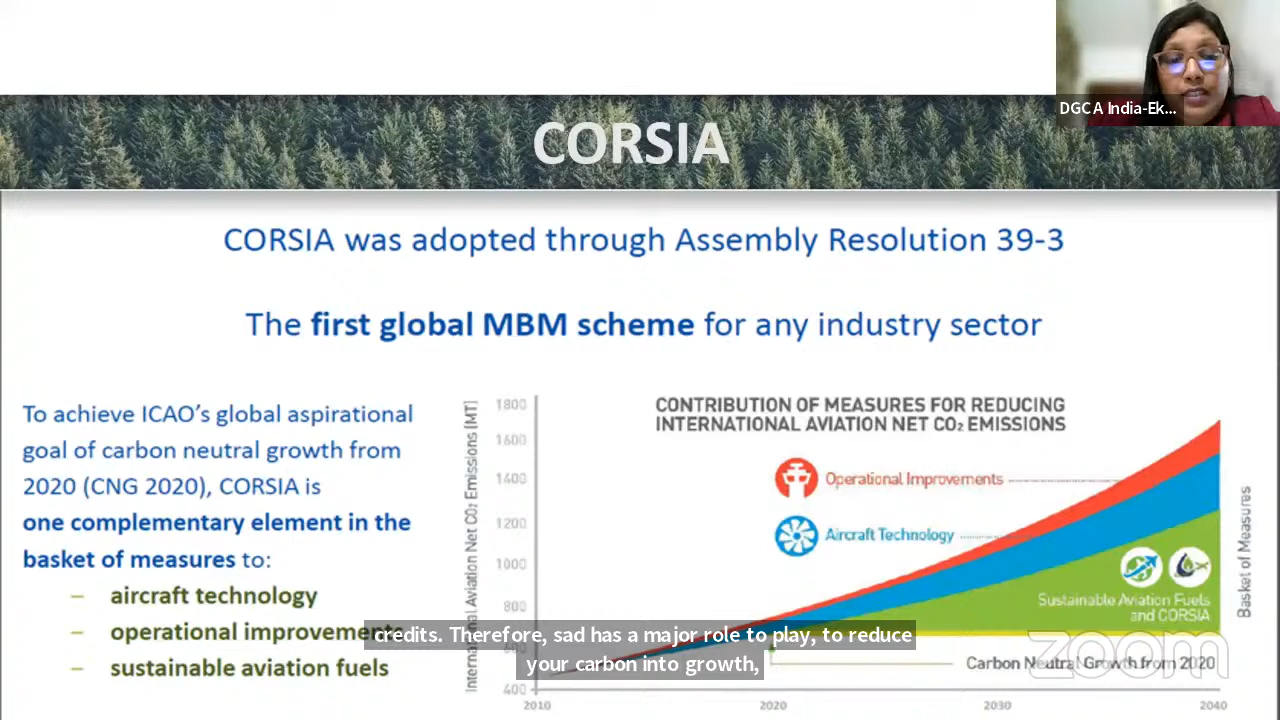 DGCA India-Ek...
CORSIA
CORSIA was adopted through Assembly Resolution 39-3
The first global MBM scheme for any industry sector
To achieve ICAO's global aspirational
goal of carbon neutral growth from
2020 (CNG 2020), CORSIA is
one complementary element in the
basket of measures to:
– aircraft technology
– operational improvements
– sustainable aviation fuels
International Aviation Net CO₂ Emissions (MT)
1800
1600
1400
1200
1000
800
600
400
CONTRIBUTION OF MEASURES FOR REDUCING
INTERNATIONAL AVIATION NET CO₂ EMISSIONS
Operational Improvements
Aircraft Technology
Sustainable Aviation Fuels
and CORSIA
Basket of Measures
Carbon Neutral Growth from 2020
2010 2020 2030 2040
credits. Therefore, sad has a major role to play, to reduce
your carbon into growth,
zoom